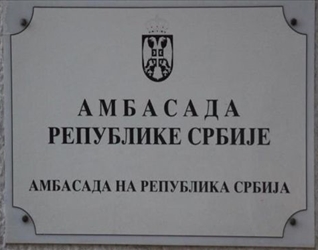 АМБАСАДА
РЕПУБЛИКЕ СРБИЈЕ
АМБАСАДА НА РЕПУБЛИКА СРБИЈА